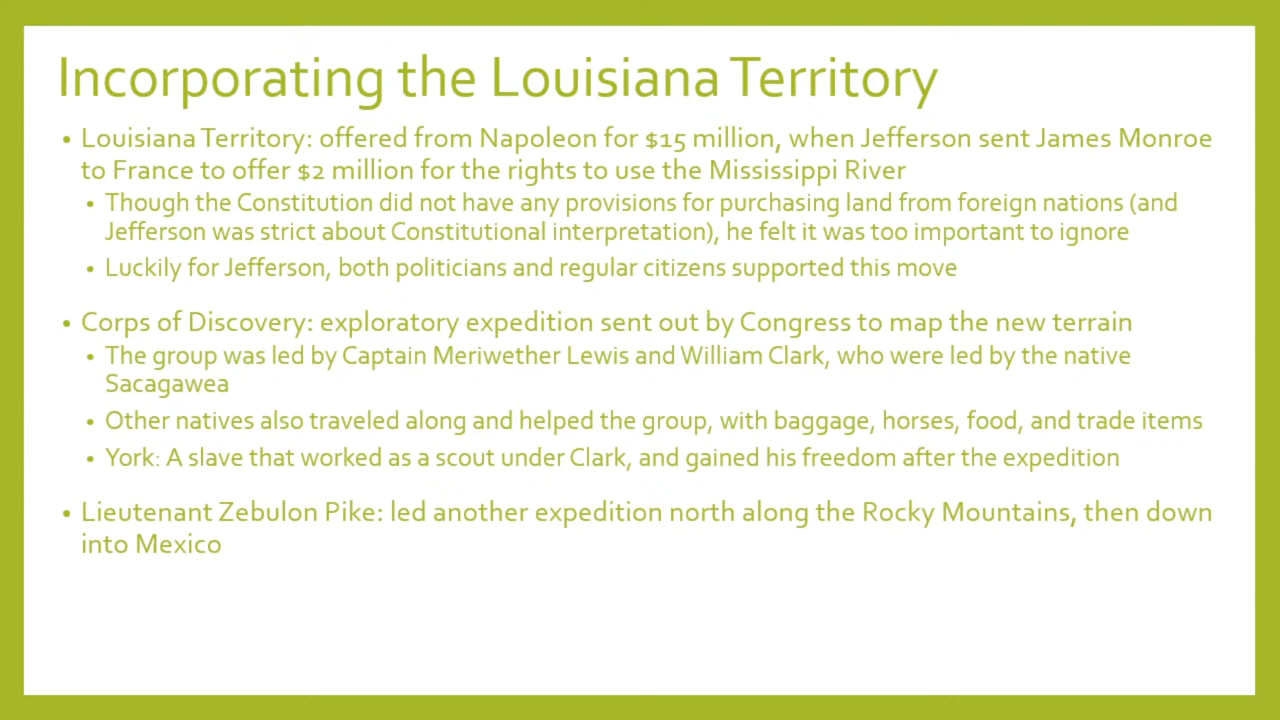 Incorporating the Louisiana Territory
• Louisiana Territory: offered from Napoleon for $15 million, when Jefferson sent James Monroe
to France to offer $2 million for the rights to use the Mississippi River
• Though the Constitution did not have any provisions for purchasing land from foreign nations (and
Jefferson was strict about Constitutional interpretation), he felt it was too important to ignore
• Luckily for Jefferson, both politicians and regular citizens supported this move
• Corps of Discovery: exploratory expedition sent out by Congress to map the new terrain
• The group was led by Captain Meriwether Lewis and William Clark, who were led by the native
Sacagawea
• Other natives also traveled along and helped the group, with baggage, horses, food, and trade items
• York: A slave that worked as a scout under Clark, and gained his freedom after the expedition
• Lieutenant Zebulon Pike: led another expedition north along the Rocky Mountains, then down
into Mexico